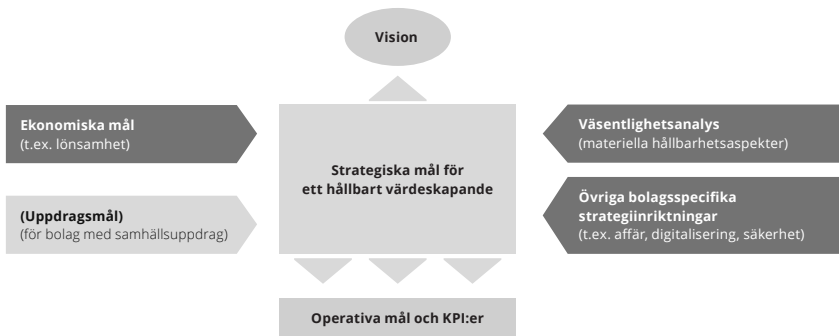 Vision
Ekonomiska mål
(t.ex. lönsamhet)
(Uppdragsmål)
(för bolag med samhällsuppdrag)
Strategiska mål för
ett hållbart värdeskapande
Väsentlighetsanalys
(materiella hållbarhetsaspekter)
Övriga bolagsspecifika
strategiinriktningar
(t.ex. affär, digitalisering, säkerhet)
Operativa mål och KPI:er